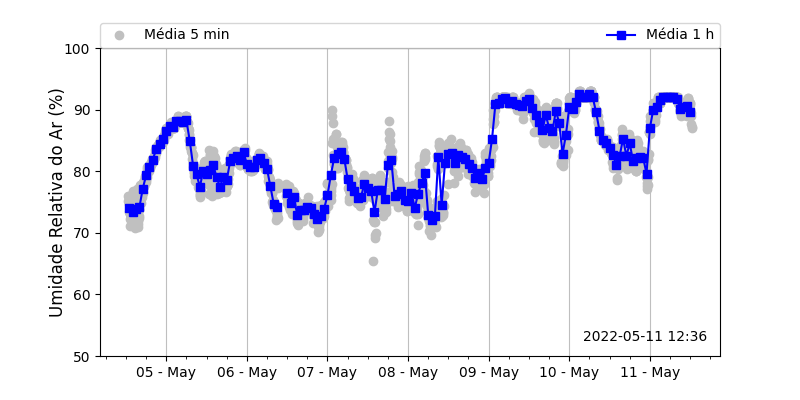 Média 5 min
Média 1 h
Umidade Relativa do Ar (%)
100
90
80
70
60
50
2022-05-11 12:36
05 - May
06 - May
07 - May
08 - May
09 - May
10 - May
11 - May